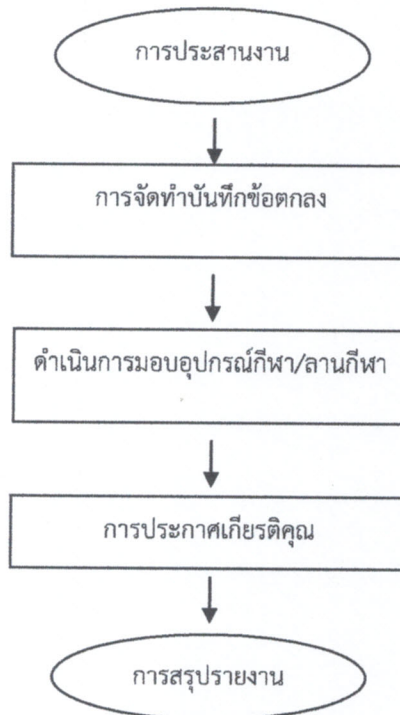 การประสานงาน
การจัดทำบันทึกข้อตกลง
ดำเนินการมอบอุปกรณ์กีฬา/ลานกีฬา
การประกาศเกียรติคุณ
การสรุปรายงาน